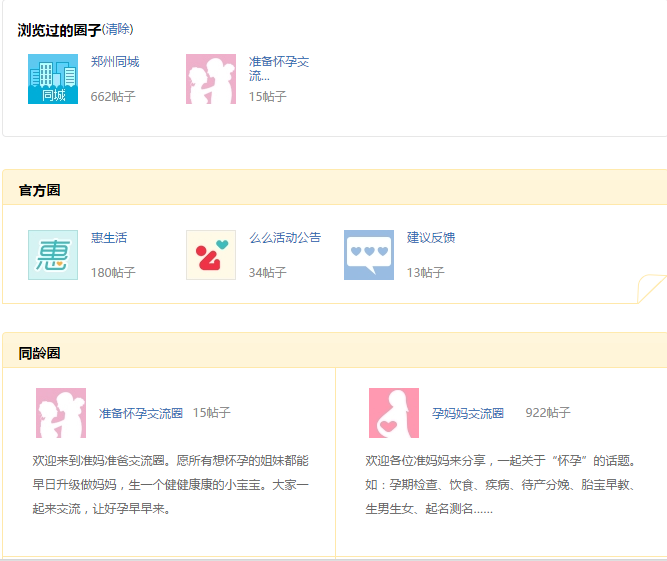 浏览过的圈子(清除)
同城
郑州同城
662帖子
准备怀孕交
流...
15帖子
官方圈
惠
惠生活
180帖子
么么活动公告
34帖子
建议反馈
13帖子
同龄圈
准备怀孕交流圈 15帖子
欢迎来到准妈准爸交流圈。愿所有想怀孕的姐妹都能
早日升级做妈妈，生一个健健康康的小宝宝。大家一
起来交流，让好孕早早来。
孕妈妈交流圈 922帖子
欢迎各位准妈妈来分享，一起关于“怀孕”的话题。
如：孕期检查、饮食、疾病、待产分娩、胎宝早教、
生男生女、起名测名......